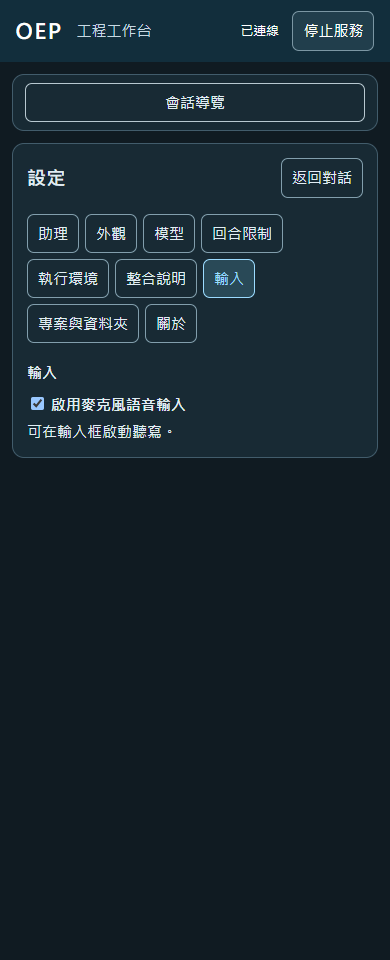 OEP 工程工作台 已連線 停止服務
會話導覽
設定 返回對話
助理 外觀 模型 回合限制
執行環境 整合說明 輸入
專案與資料夾 關於
輸入
啟用麥克風語音輸入
可在輸入框啟動聽寫。